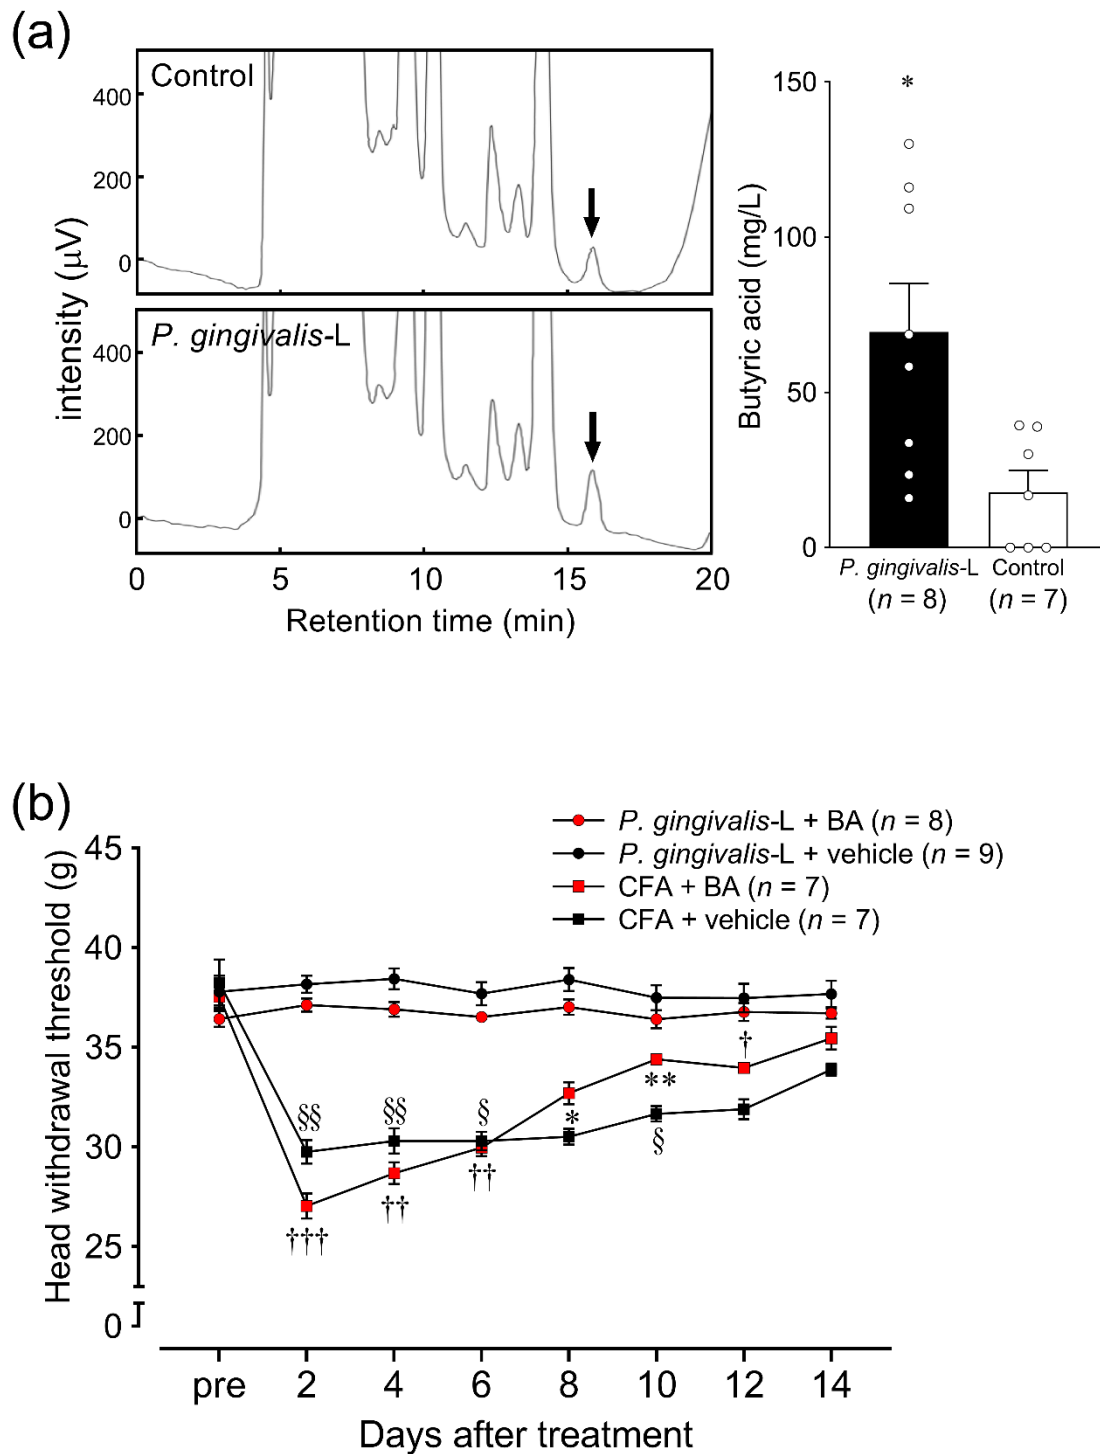 (a)
Control
400
200
0
P. gingivalis-L
400
200
0
intensity (µV)
0 5 10 15 20
Retention time (min)
*
150
100
50
0
Butyric acid (mg/L)
P. gingivalis-L Control
(n = 8) (n = 7)
(b)
P. gingivalis-L + BA (n = 8)
P. gingivalis-L + vehicle (n = 9)
CFA + BA (n = 7)
CFA + vehicle (n = 7)
45
40
35
30
25
0
Head withdrawal threshold (g)
†
§§ §§ § * ** §
††† †† ††
pre 2 4 6 8 10 12 14
Days after treatment